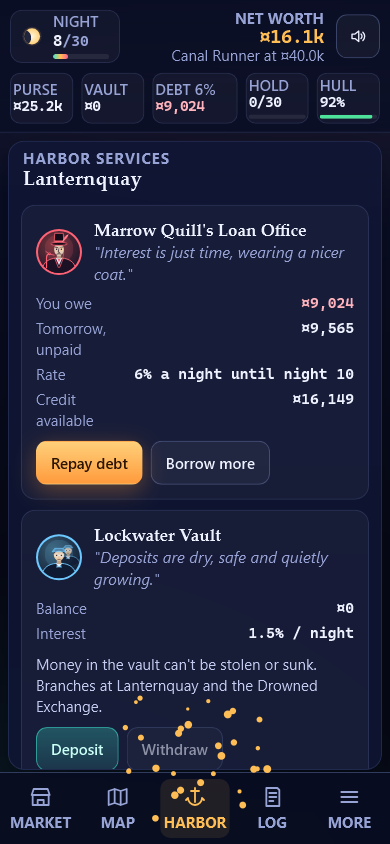 NIGHT
8/30
NET WORTH
¤16.1k
Canal Runner at ¤40.0k
PURSE
¤25.2k
VAULT
¤0
DEBT 6%
¤9,024
HOLD
0/30
HULL
92%
HARBOR SERVICES
Lanternquay
Marrow Quill's Loan Office
"Interest is just time, wearing a nicer
coat."
You owe ¤9,024
Tomorrow, ¤9,565
unpaid
Rate 6% a night until night 10
Credit ¤16,149
available
Repay debt
Borrow more
Lockwater Vault
"Deposits are dry, safe and quietly
growing."
Balance ¤0
Interest 1.5% / night
Money in the vault can't be stolen or sunk.
Branches at Lanternquay and the Drowned
Exchange.
Deposit
Withdraw
MARKET
MAP
HARBOR
LOG
MORE